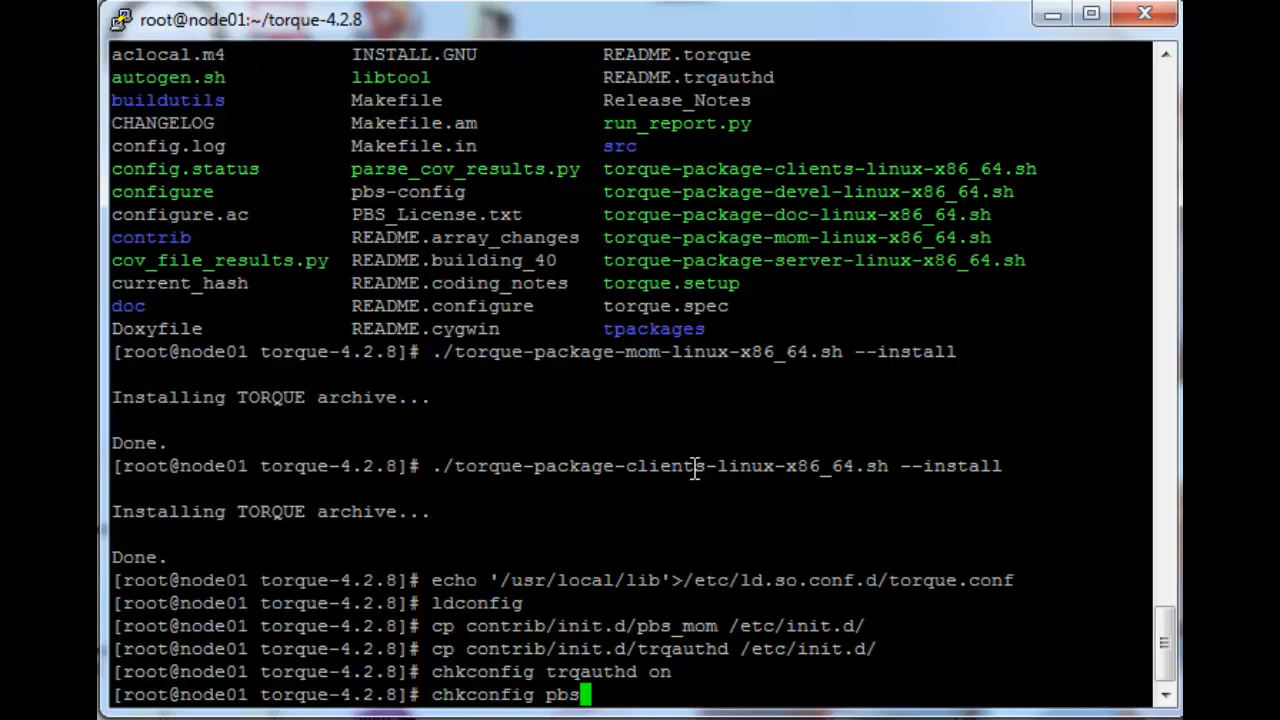 root@node01:~/torque-4.2.8
aclocal.m4 INSTALL.GNU README.torque
autogen.sh libtool README.trqauthd
buildutils Makefile Release_Notes
CHANGELOG Makefile.am run_report.py
config.log Makefile.in src
config.status parse_cov_results.py torque-package-clients-linux-x86_64.sh
configure pbs-config torque-package-devel-linux-x86_64.sh
configure.ac PBS_License.txt torque-package-doc-linux-x86_64.sh
contrib README.array_changes torque-package-mom-linux-x86_64.sh
cov_file_results.py README.building_40 torque-package-server-linux-x86_64.sh
current_hash README.coding_notes torque.setup
doc README.configure torque.spec
Doxyfile README.cygwin tpackages
[root@node01 torque-4.2.8]# ./torque-package-mom-linux-x86_64.sh --install
Installing TORQUE archive...
Done.
[root@node01 torque-4.2.8]# ./torque-package-clients-linux-x86_64.sh --install
Installing TORQUE archive...
Done.
[root@node01 torque-4.2.8]# echo '/usr/local/lib'>/etc/ld.so.conf.d/torque.conf
[root@node01 torque-4.2.8]# ldconfig
[root@node01 torque-4.2.8]# cp contrib/init.d/pbs_mom /etc/init.d/
[root@node01 torque-4.2.8]# cp contrib/init.d/trqauthd /etc/init.d/
[root@node01 torque-4.2.8]# chkconfig trqauthd on
[root@node01 torque-4.2.8]# chkconfig pbs